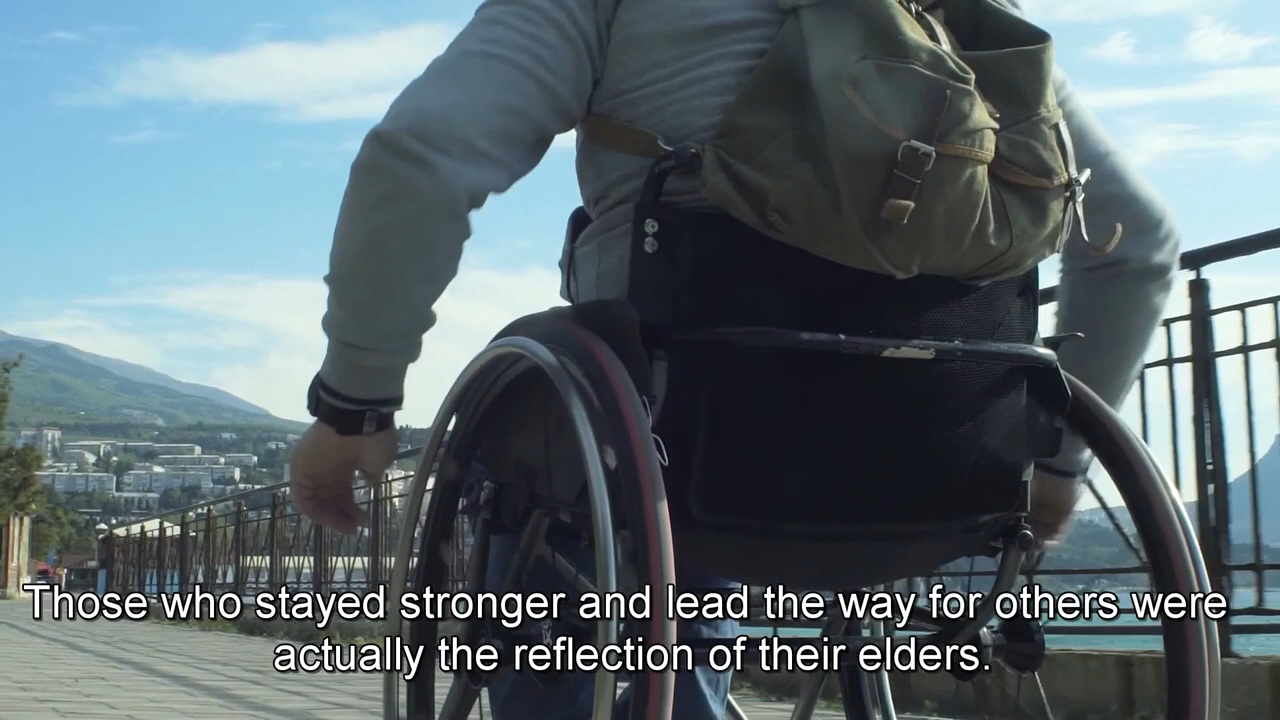 Those who stayed stronger and lead the way for others were
actually the reflection of their elders.